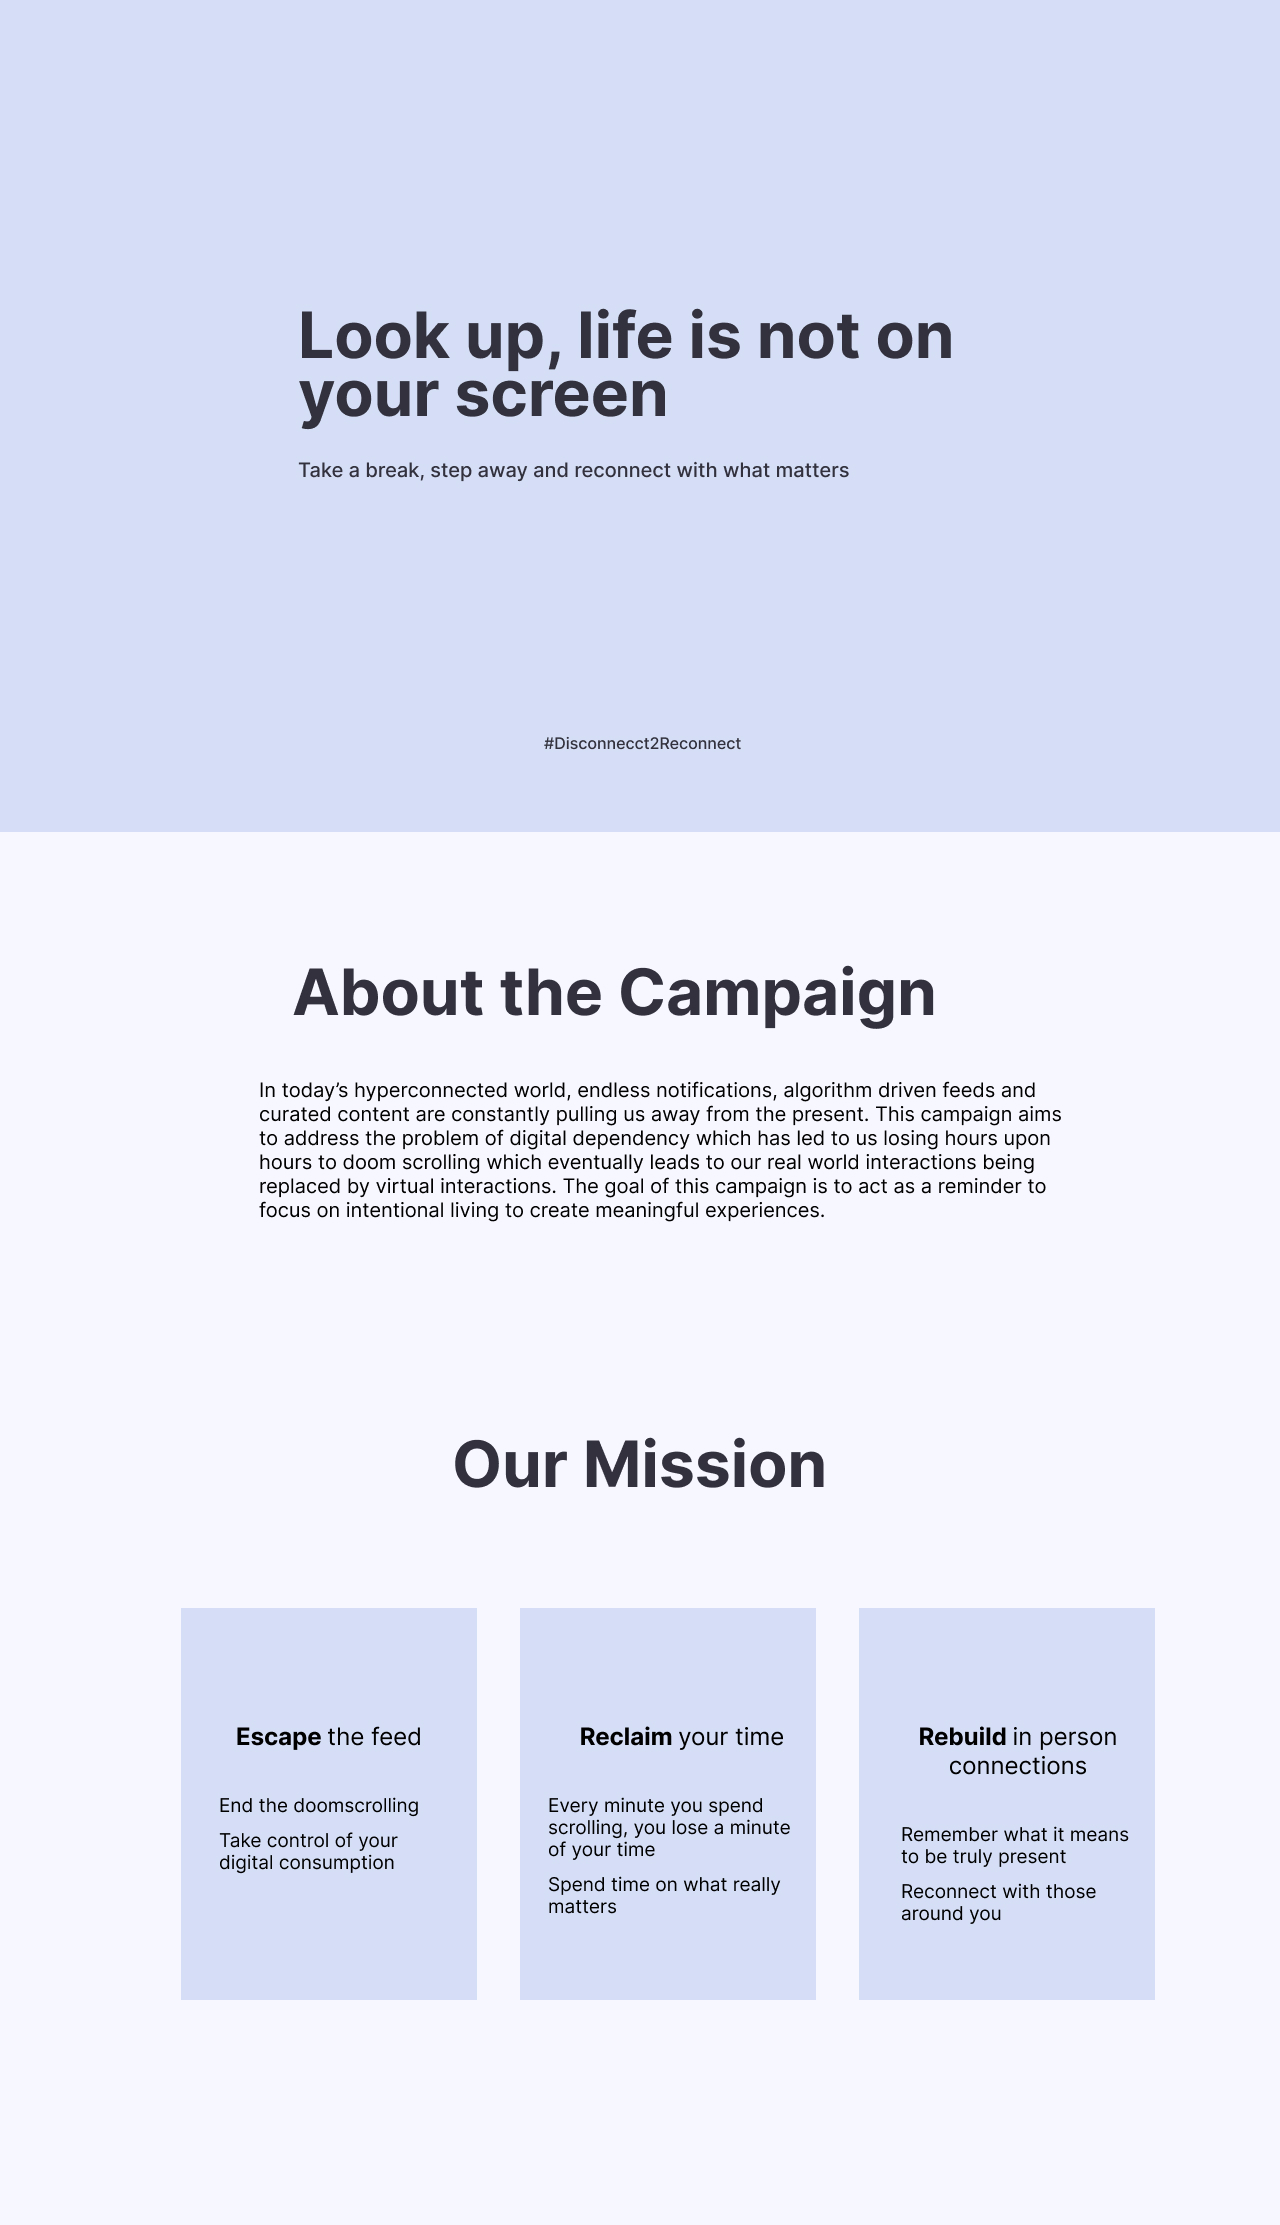 Look up, life is not on
your screen
Take a break, step away and reconnect with what matters
#Disconnecct2Reconnect
About the Campaign
In today’s hyperconnected world, endless notifications, algorithm driven feeds and
curated content are constantly pulling us away from the present. This campaign aims
to address the problem of digital dependency which has led to us losing hours upon
hours to doom scrolling which eventually leads to our real world interactions being
replaced by virtual interactions. The goal of this campaign is to act as a reminder to
focus on intentional living to create meaningful experiences.
Our Mission
Escape the feed
End the doomscrolling
Take control of your
digital consumption
Reclaim your time
Every minute you spend
scrolling, you lose a minute
of your time
Spend time on what really
matters
Rebuild in person
connections
Remember what it means
to be truly present
Reconnect with those
around you